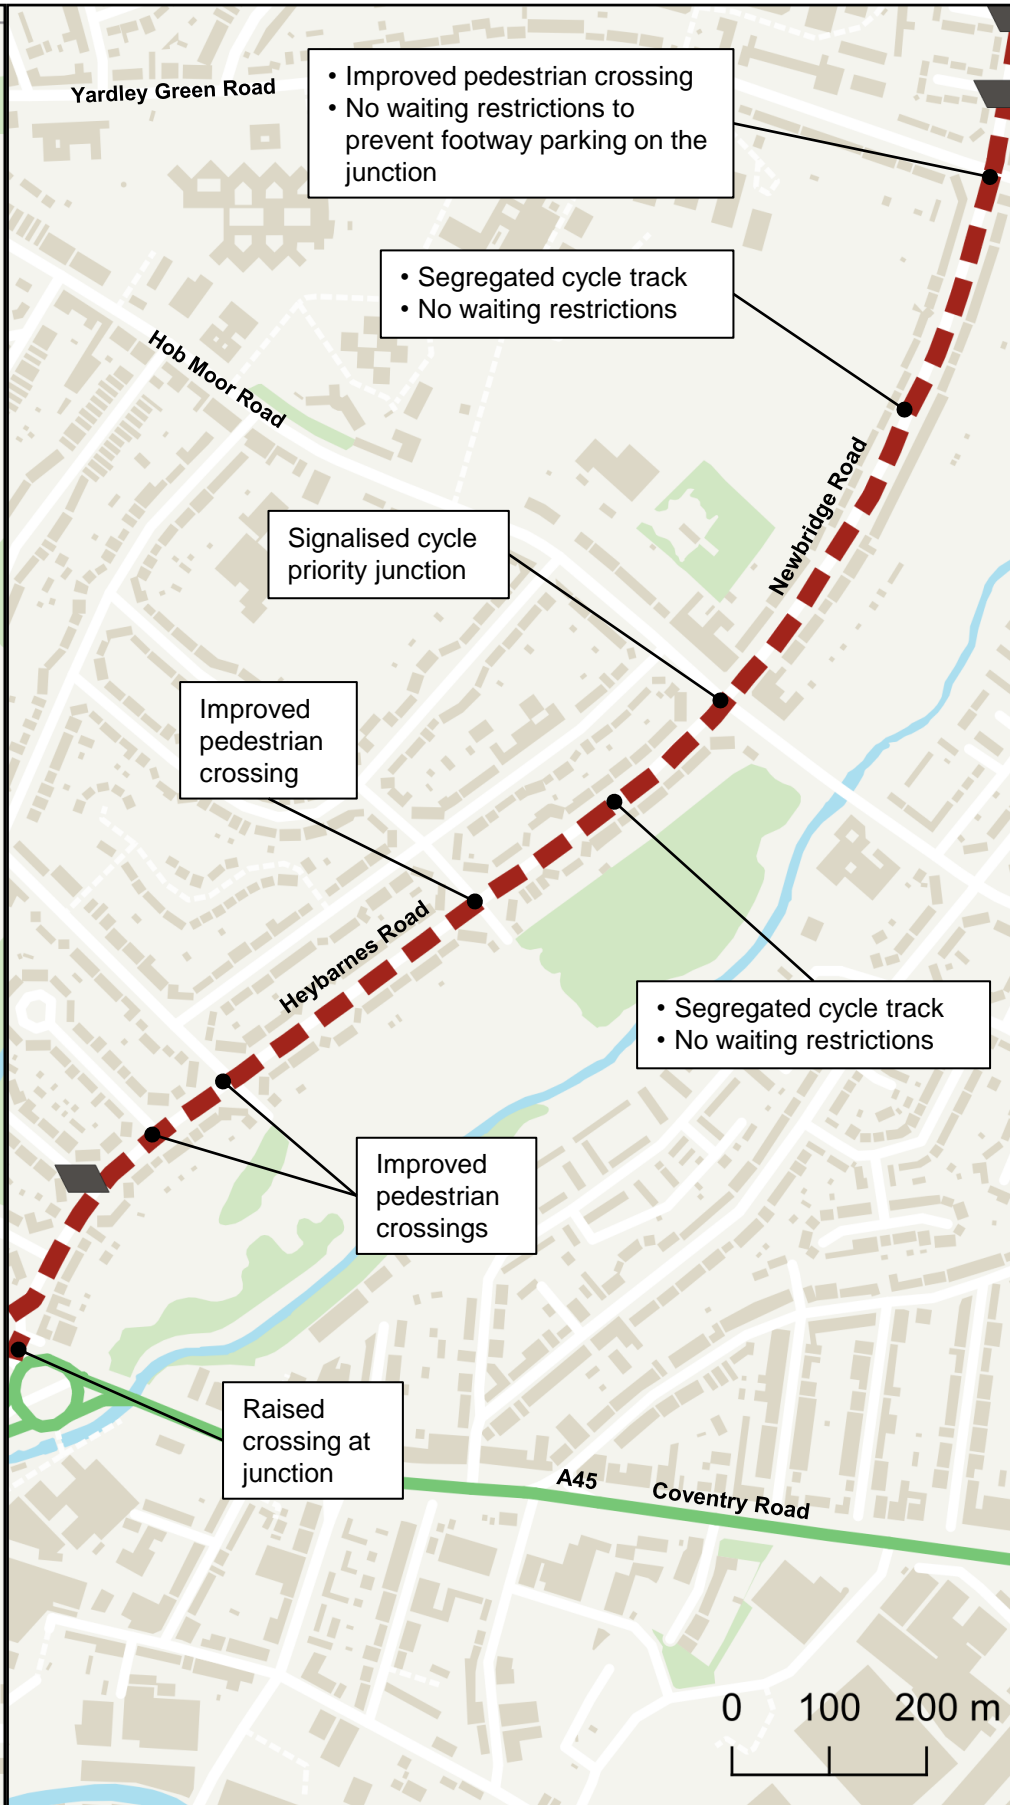 Yardley Green Road
• Improved pedestrian crossing
• No waiting restrictions to
prevent footway parking on the
junction
• Segregated cycle track
• No waiting restrictions
Hob Moor Road
Newbridge Road
Signalised cycle
priority junction
Improved
pedestrian
crossing
Heybarnes Road
• Segregated cycle track
• No waiting restrictions
Improved
pedestrian
crossings
Raised
crossing at
junction
A45 Coventry Road
0 100 200 m